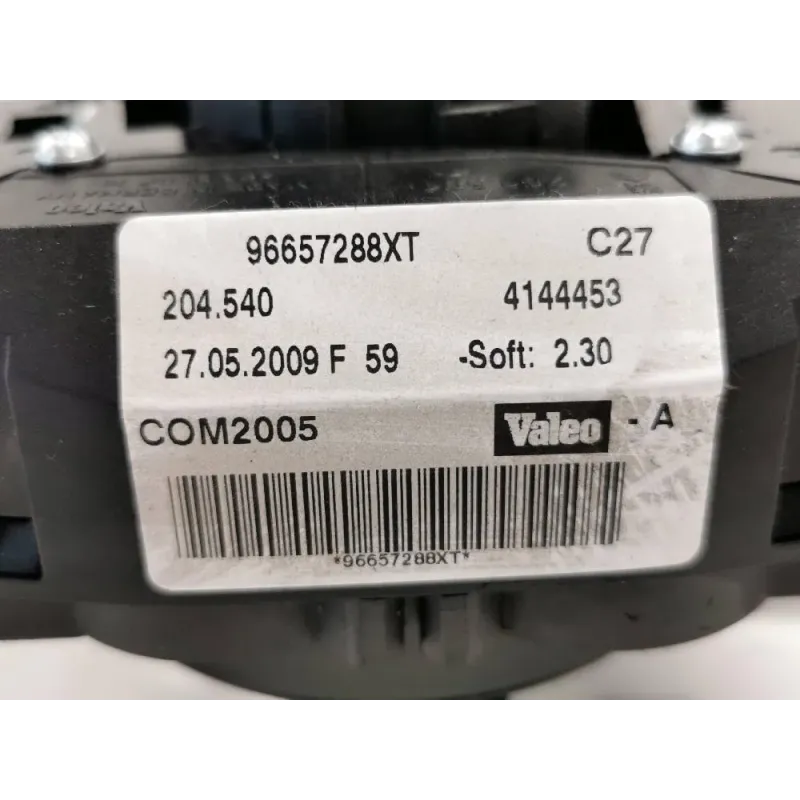 96657288XT C27
204.540 4144453
27.05.2009 F 59 -Soft: 2.30
COM2005 Valeo - A
*96657288XT*